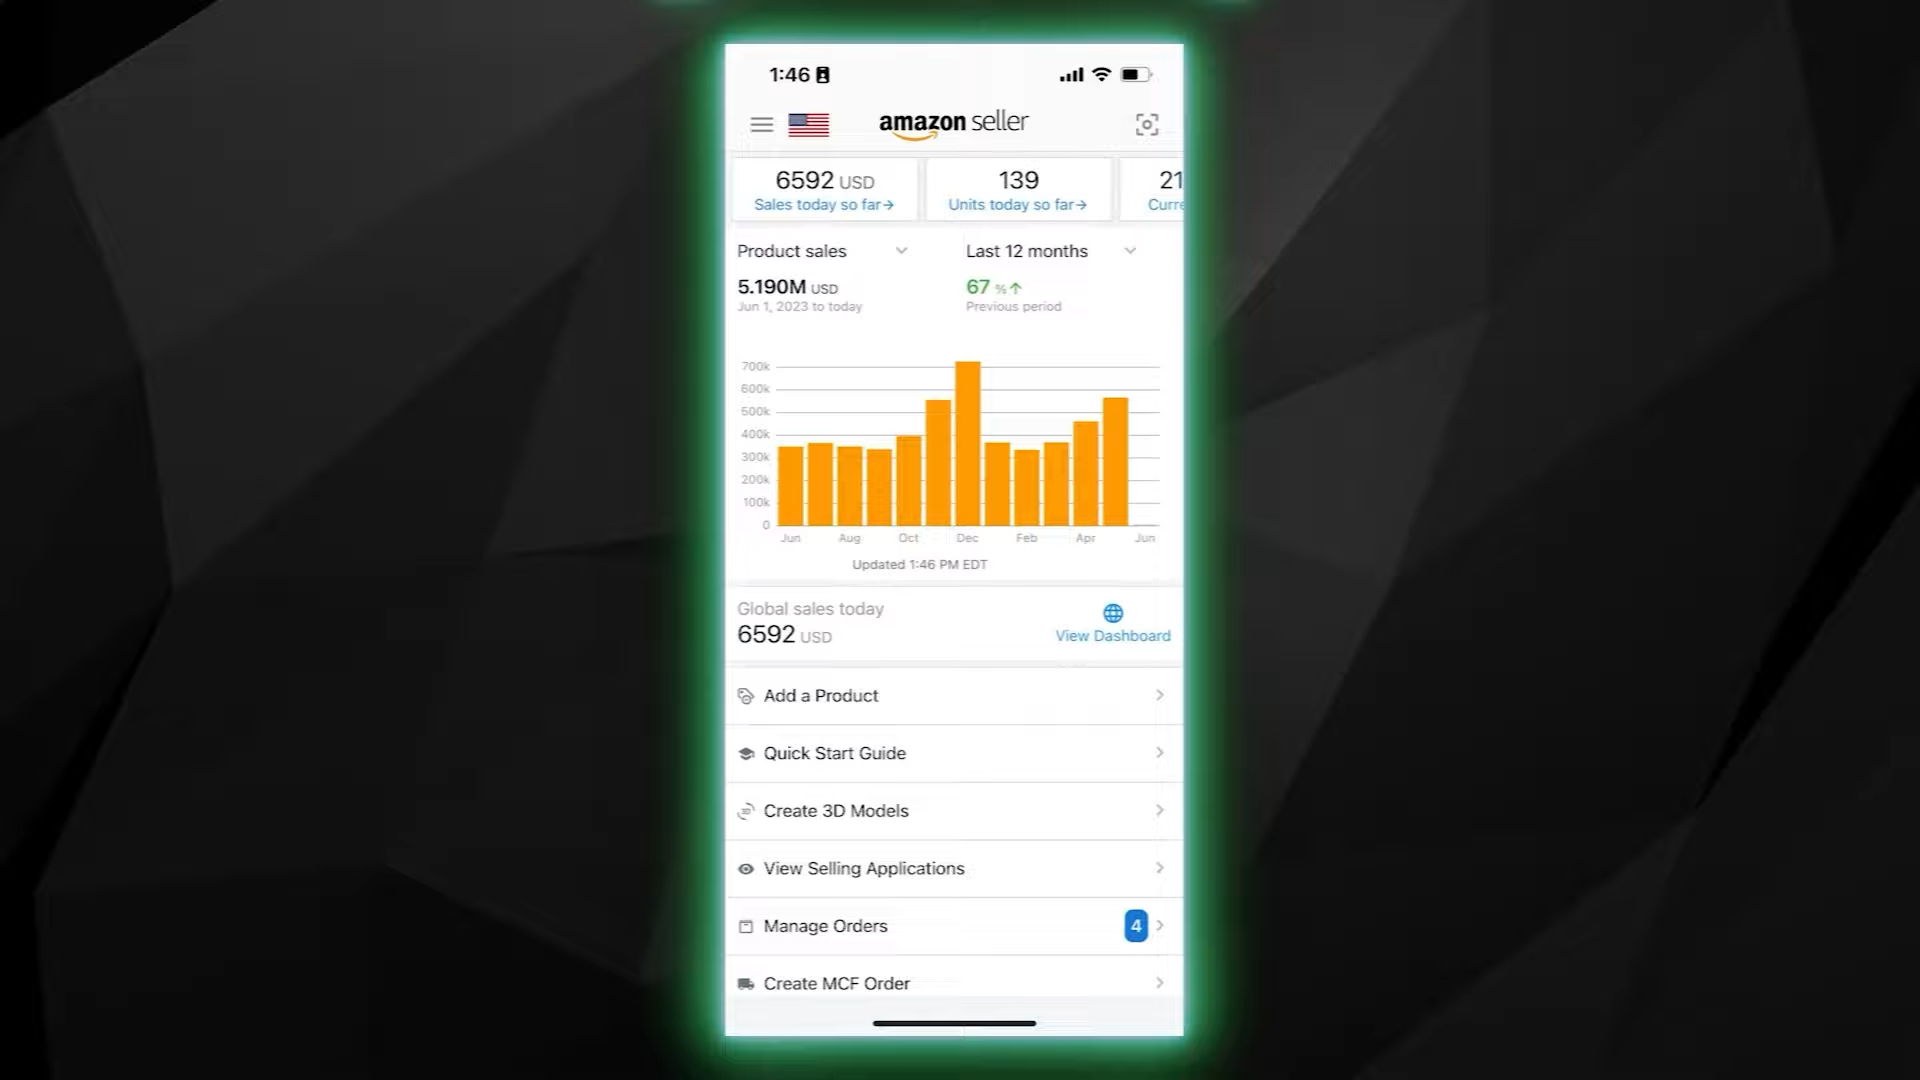 1:46
amazon seller
6592 USD 139 21
Sales today so far→ Units today so far→ Curre
Product sales Last 12 months
5.190M USD 67 %↑
Jun 1, 2023 to today Previous period
700k
600k
500k
400k
300k
200k
100k
0
Jun Aug Oct Dec Feb Apr Jun
Updated 1:46 PM EDT
Global sales today
6592 USD
View Dashboard
Add a Product
Quick Start Guide
Create 3D Models
View Selling Applications
Manage Orders 4
Create MCF Order